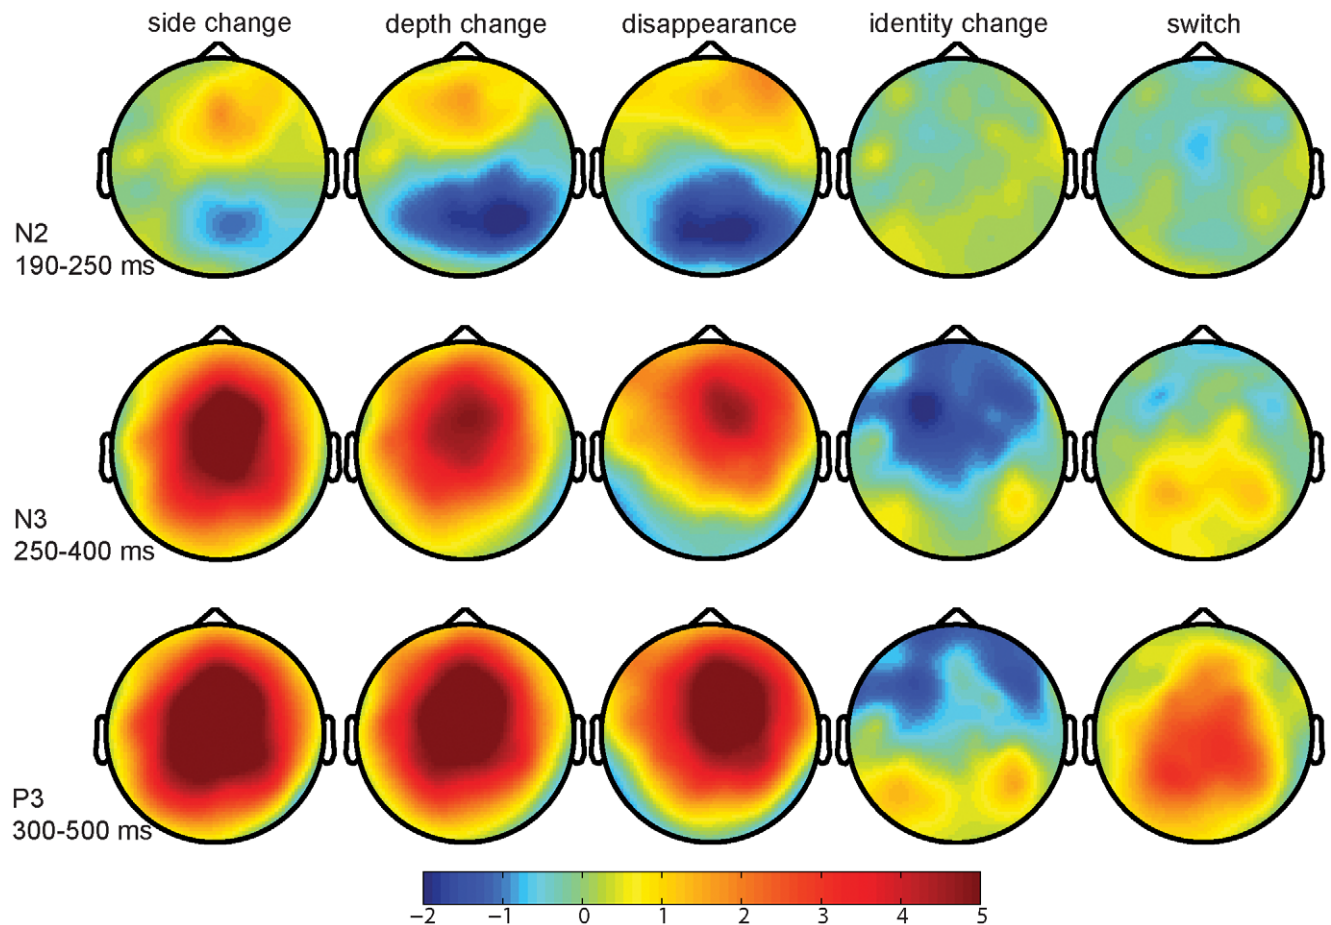 side change depth change disappearance identity change switch
N2
190-250 ms
N3
250-400 ms
P3
300-500 ms
−2 −1 0 1 2 3 4 5